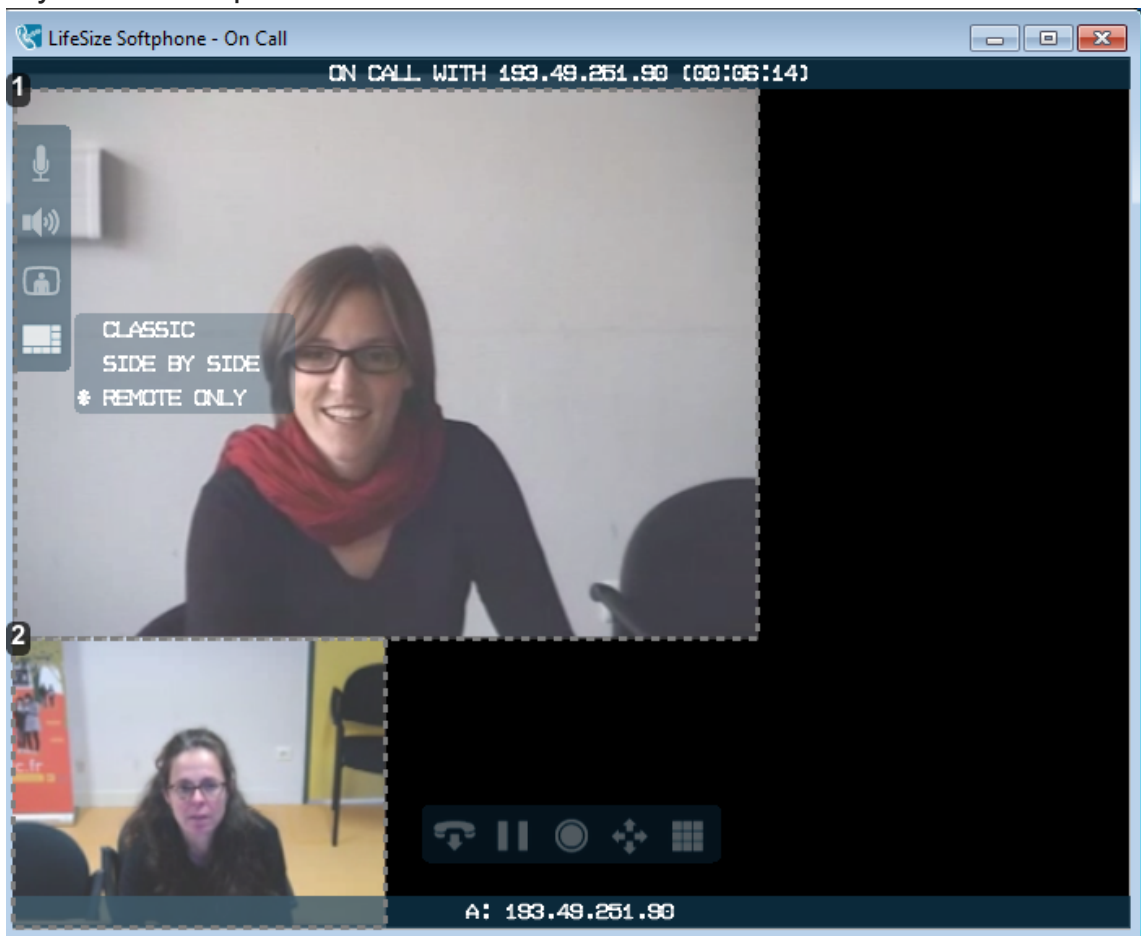 LifeSize Softphone - On Call
ON CALL WITH 193.49.251.90 (00:06:14)
1
CLASSIC
SIDE BY SIDE
* REMOTE ONLY
2
c.fr
A: 193.49.251.90